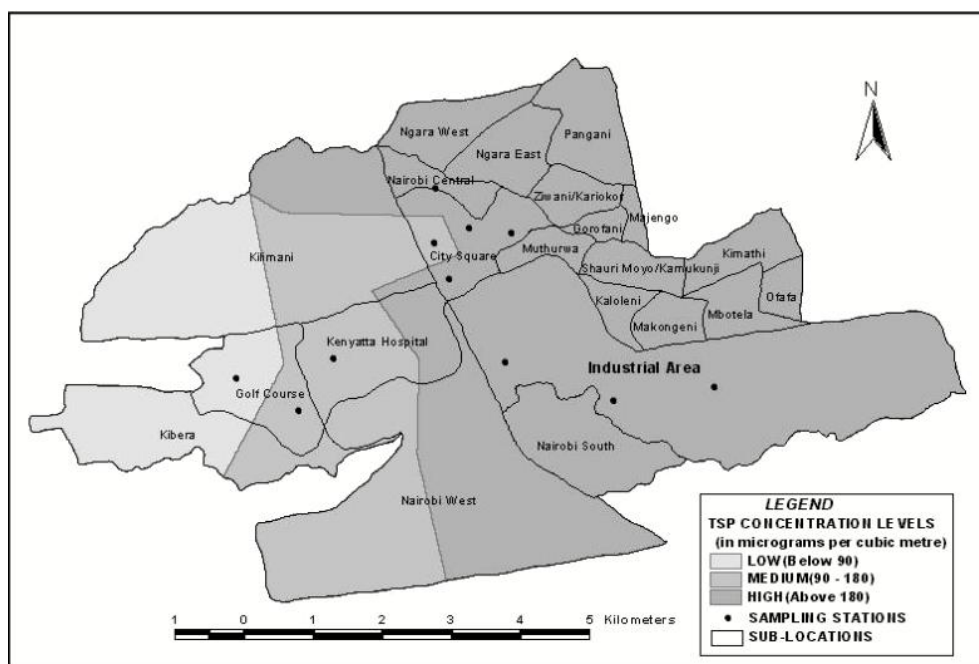 N
Ngara West
Pangani
Ngara East
Nairobi Central
Ziwani/Kariokor
Majengo
Gorofani
Kilimani
City Square
Muthurwa
Kimathi
Shauri Moyo/Kamukunji
Kaloleni
Ofafa
Mbotela
Makongeni
Kenyatta Hospital
Industrial Area
Golf Course
Kibera
Nairobi South
Nairobi West
LEGEND
TSP CONCENTRATION LEVELS
(in micrograms per cubic metre)
LOW(Below 90)
MEDIUM(90 - 180)
HIGH(Above 180)
SAMPLING STATIONS
SUB-LOCATIONS
1 0 1 2 3 4 5 Kilometers